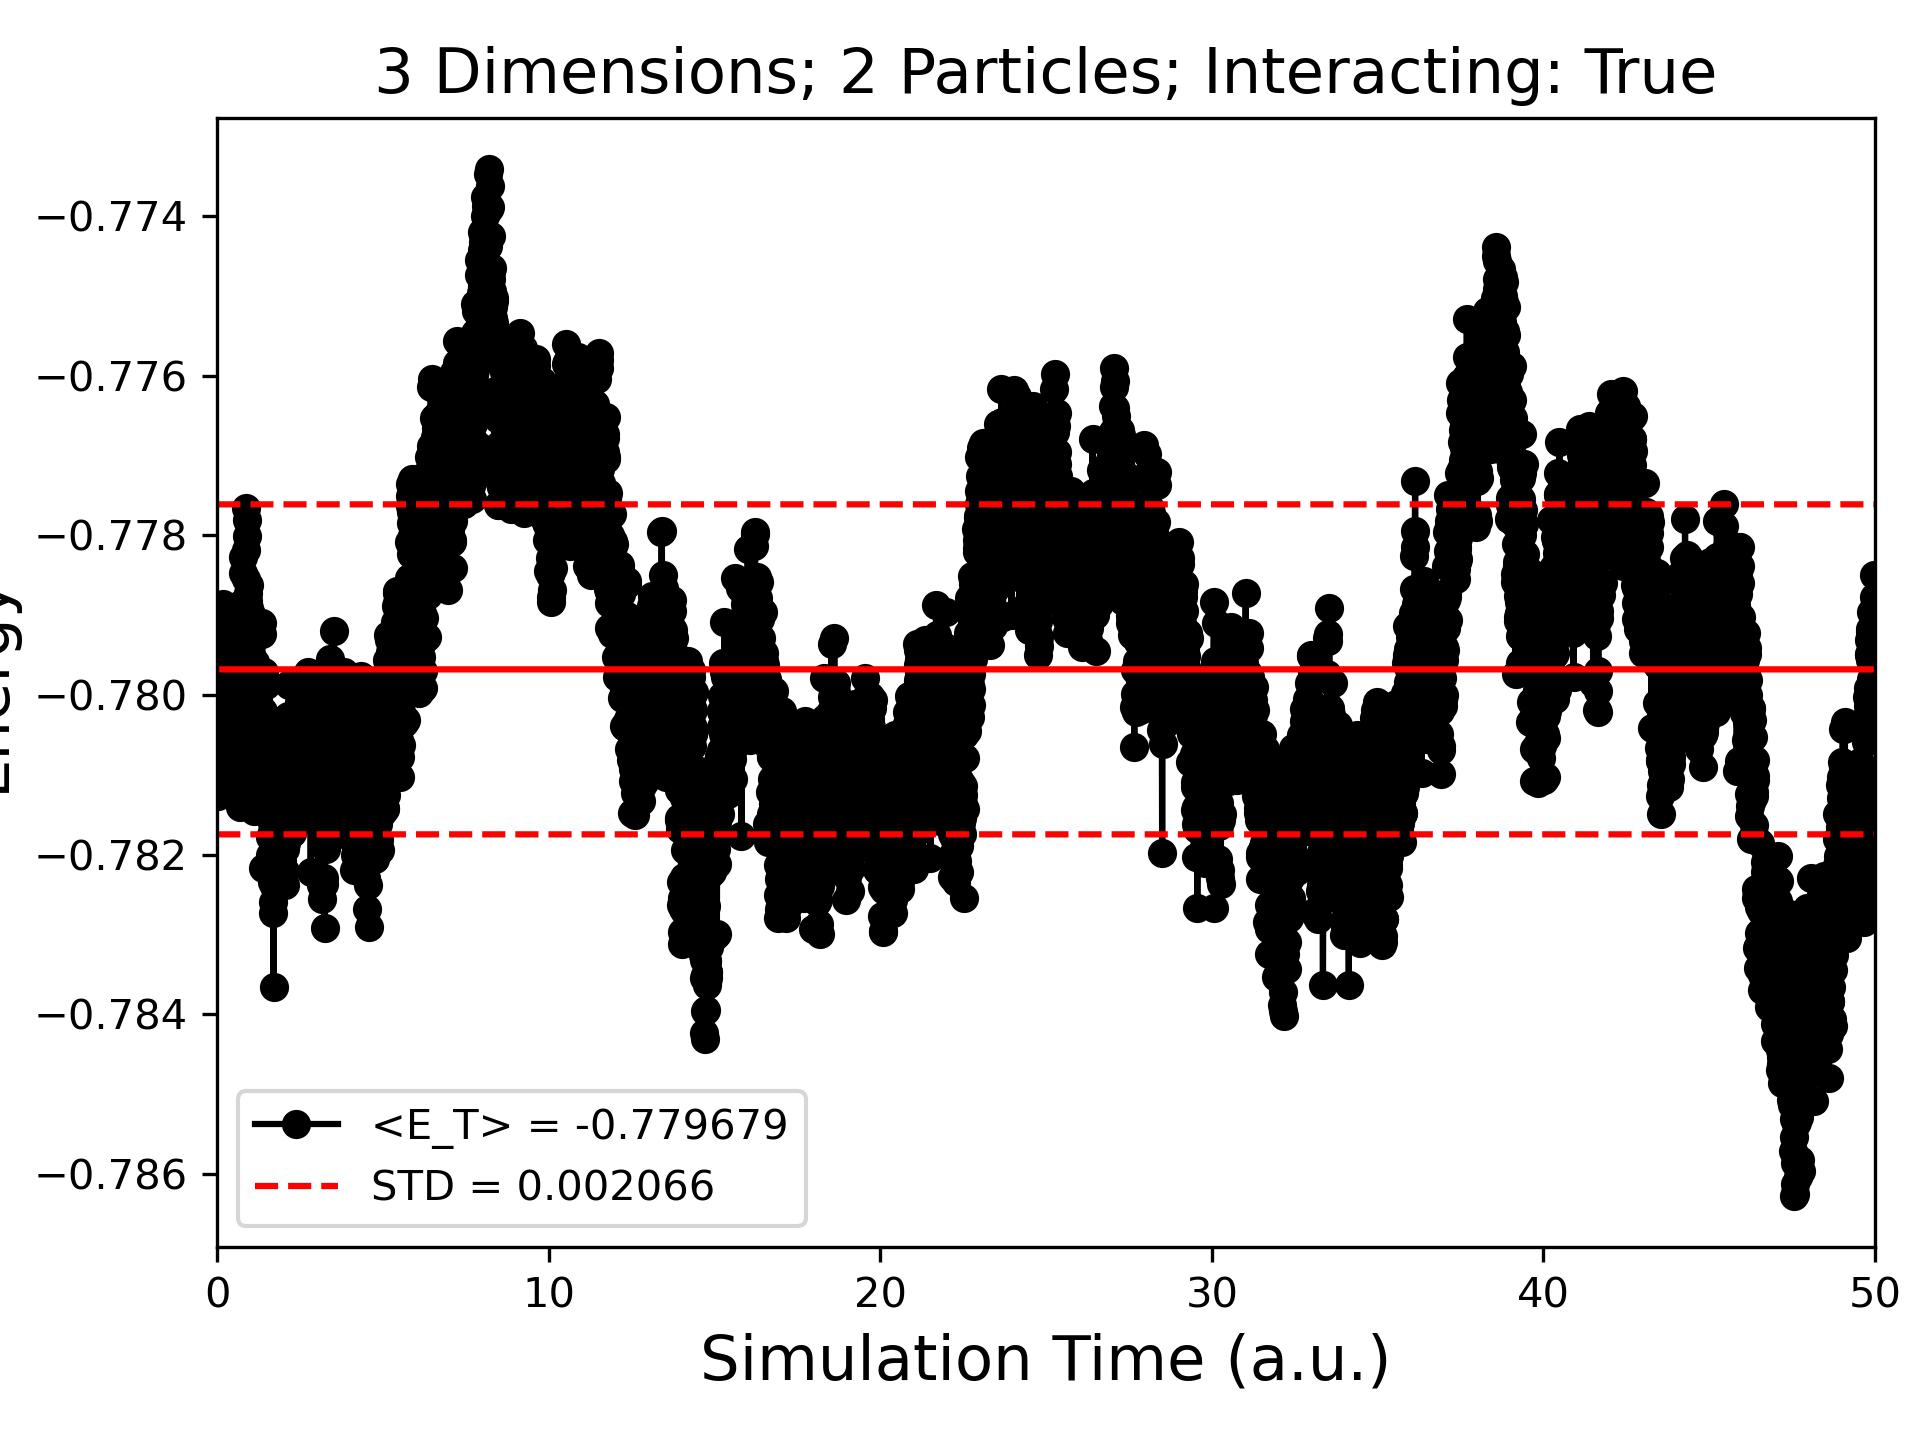 3 Dimensions; 2 Particles; Interacting: True
Energy
−0.774
−0.776
−0.778
−0.780
−0.782
−0.784
−0.786
<E_T> = -0.779679
STD = 0.002066
0 10 20 30 40 50
Simulation Time (a.u.)